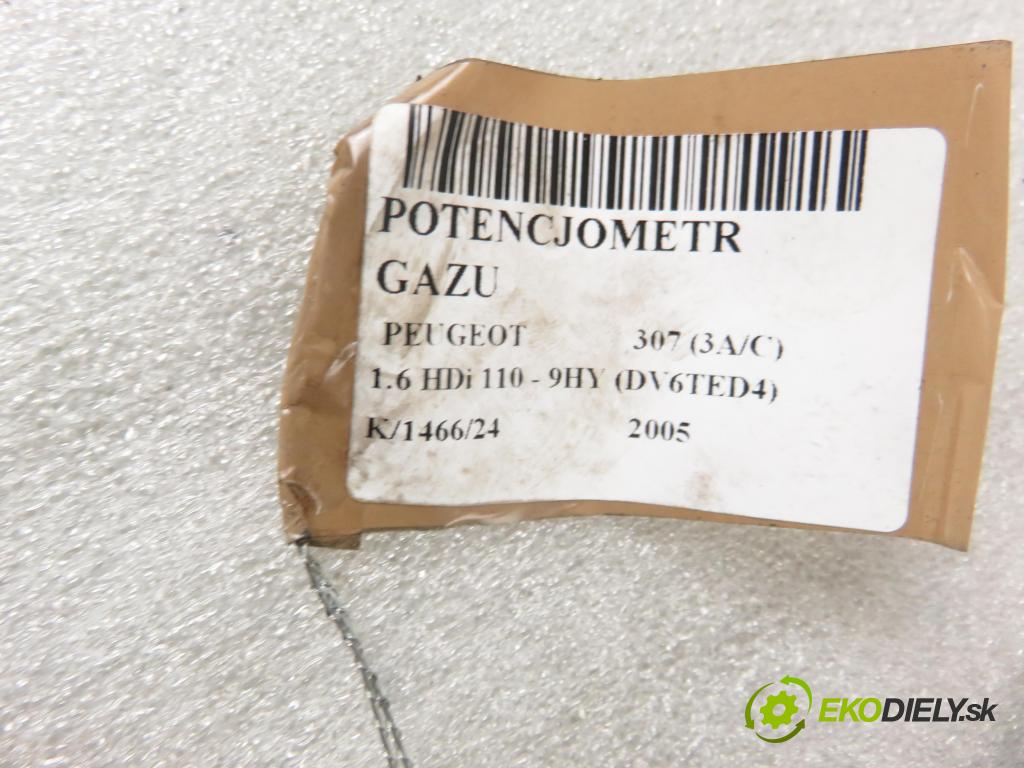 POTENCJOMETR
GAZU
PEUGEOT 307 (3A/C)
1.6 HDi 110 - 9HY (DV6TED4)
K/1466/24 2005
EKODIELY.sk